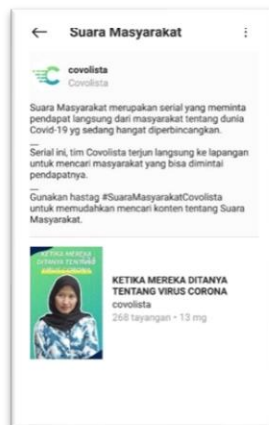 Suara Masyarakat
covolista
Covolista
Suara Masyarakat merupakan serial yang meminta
pendapat langsung dari masyarakat tentang dunia
Covid-19 yg sedang hangat diperbincangkan.
__
Serial ini, tim Covolista terjun langsung ke lapangan
untuk mencari masyarakat yang bisa dimintai
pendapatnya.
__
Gunakan hastag #SuaraMasyarakatCovolista
untuk memudahkan mencari konten tentang Suara
Masyarakat.
KETIKA MEREKA
DITANYA TENTANG
KETIKA MEREKA DITANYA
TENTANG VIRUS CORONA
covolista
268 tayangan • 13 mg